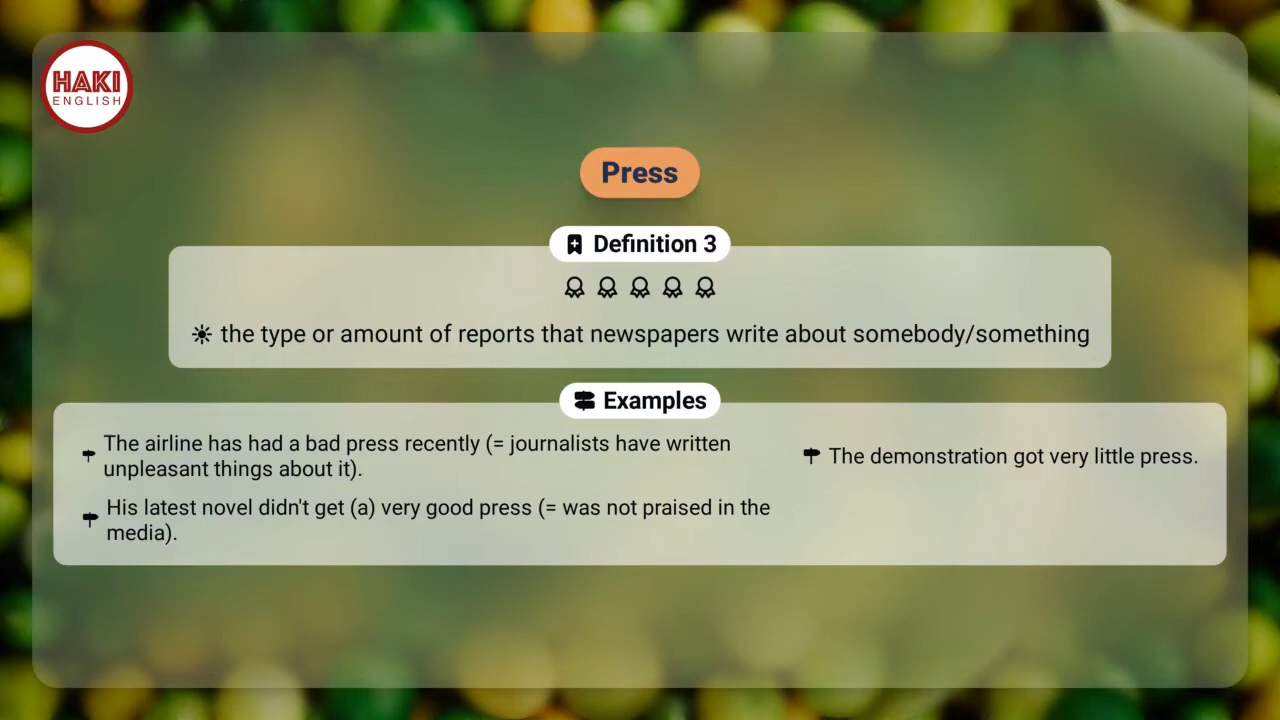 HAKI
ENGLISH
Press
Definition 3
the type or amount of reports that newspapers write about somebody/something
Examples
The airline has had a bad press recently (= journalists have written
unpleasant things about it).
The demonstration got very little press.
His latest novel didn't get (a) very good press (= was not praised in the
media).